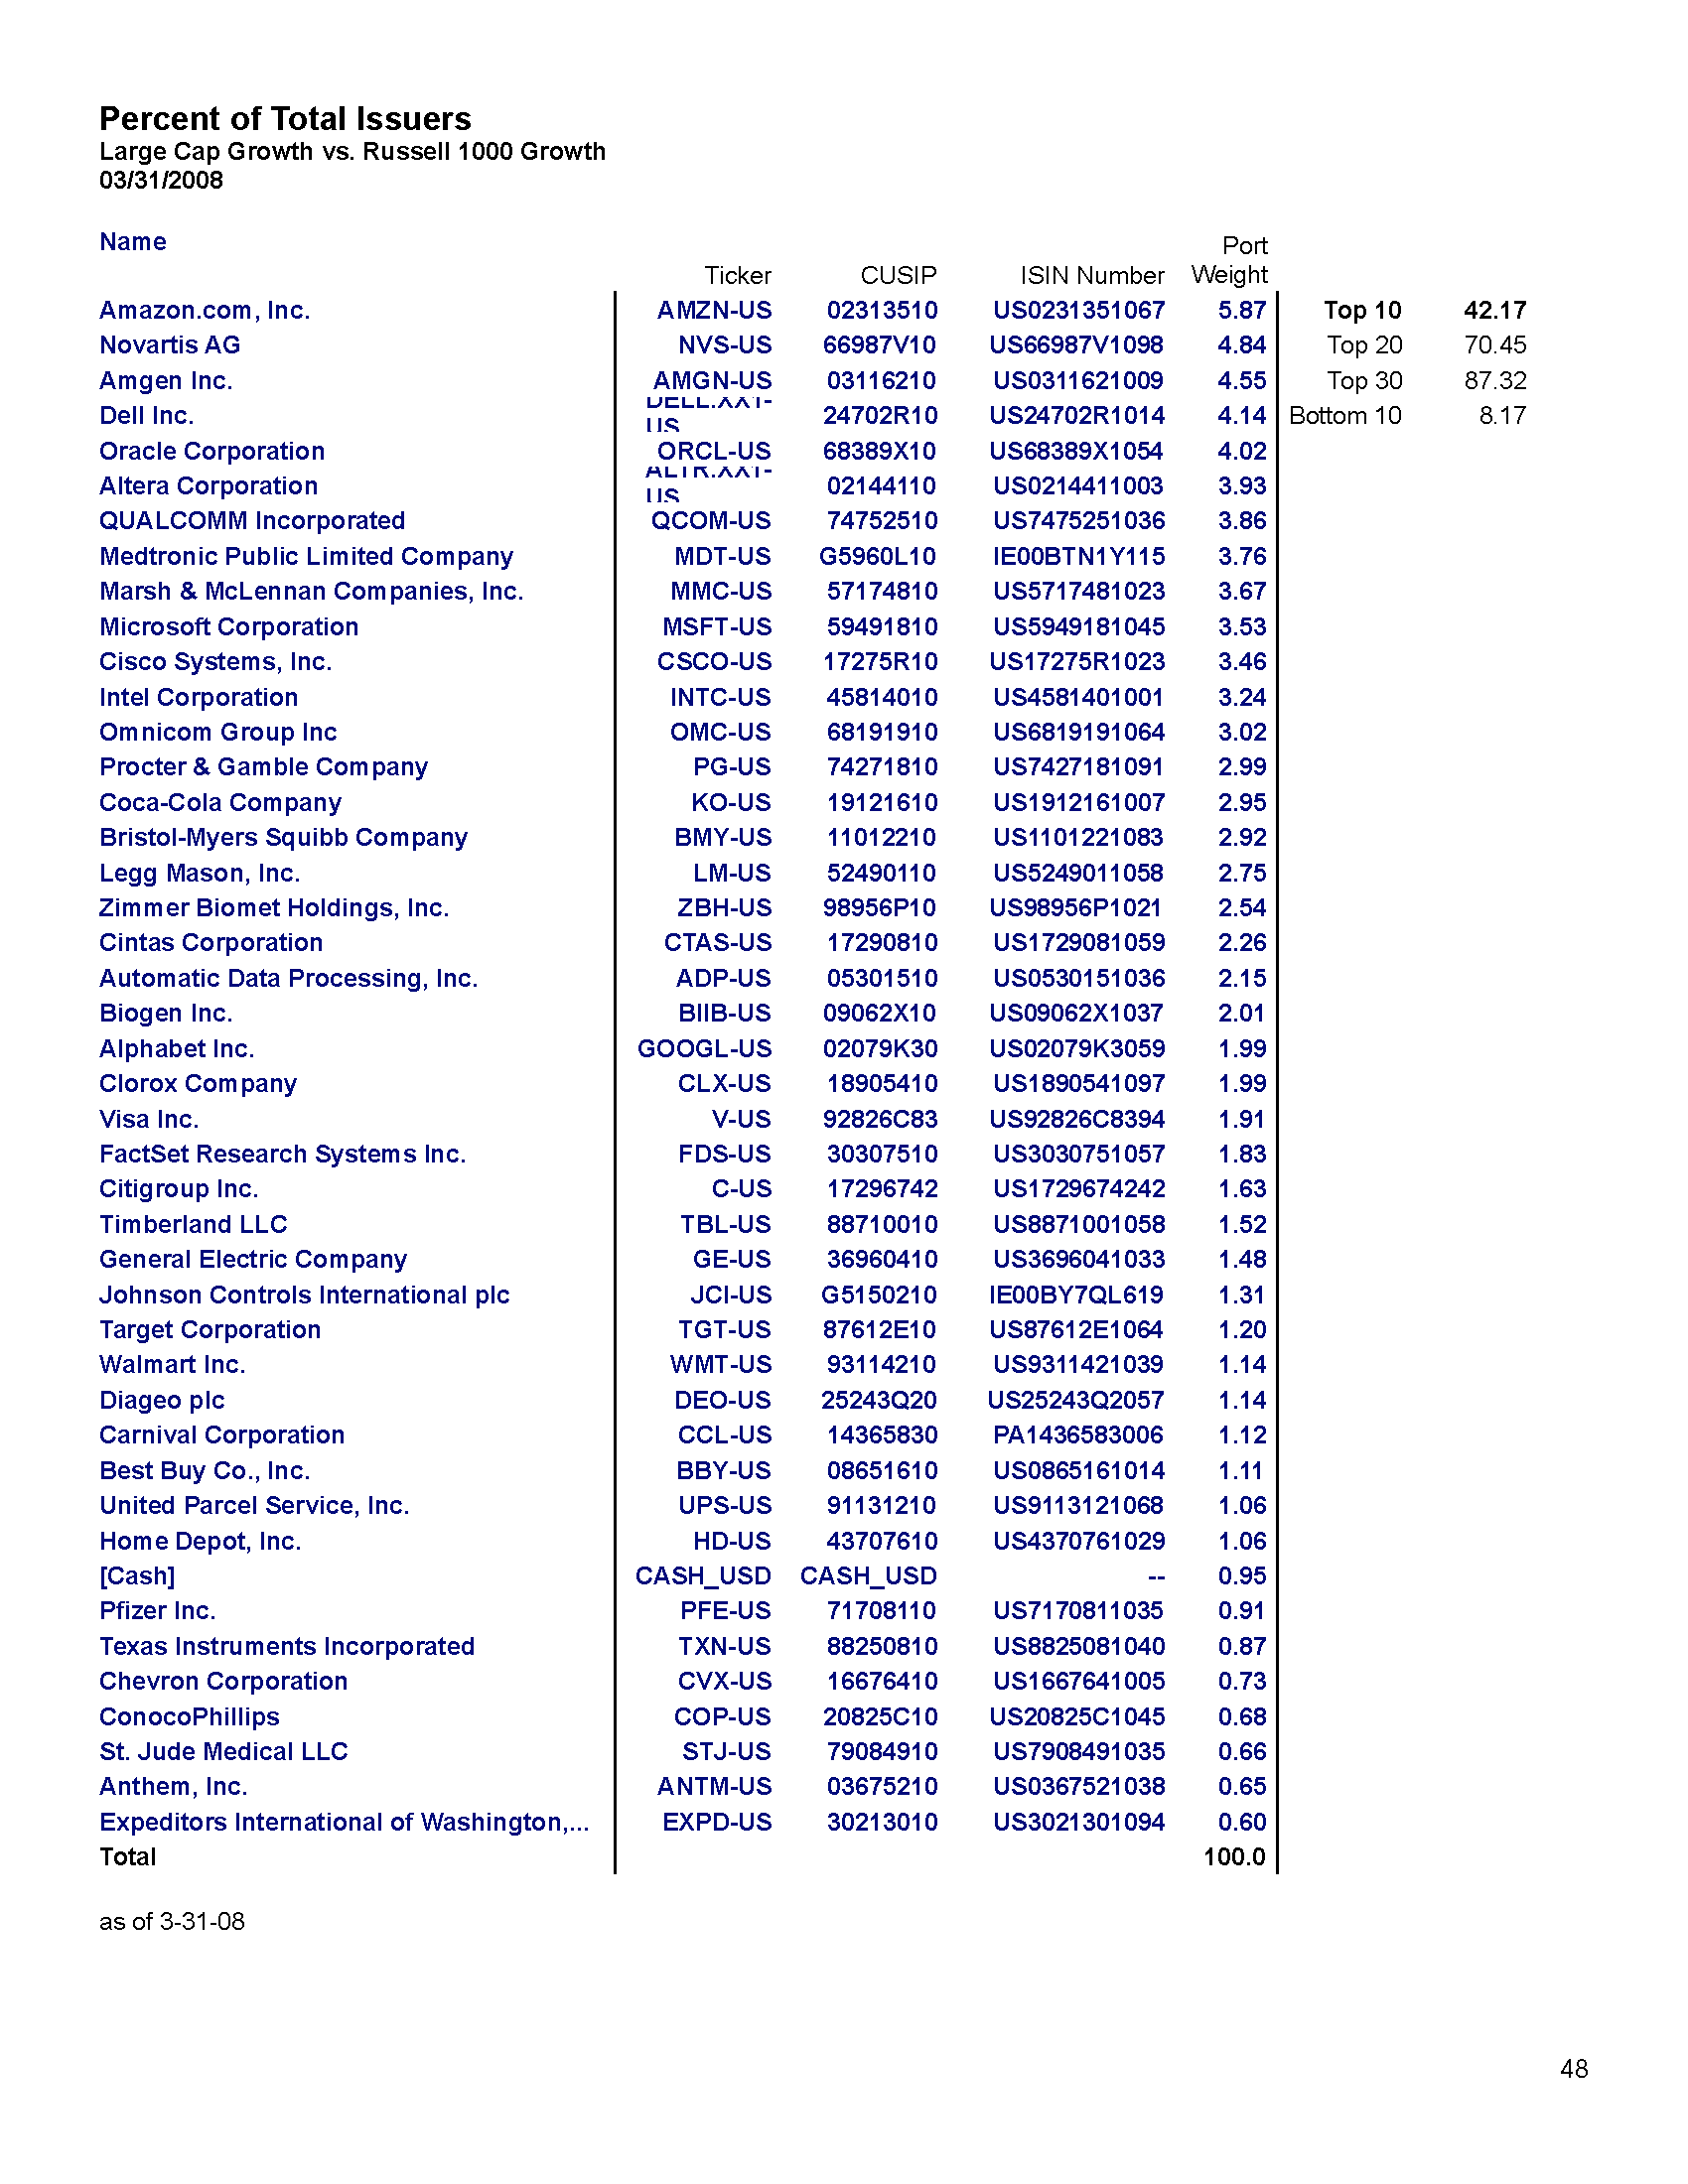 Percent of Total Issuers
Large Cap Growth vs. Russell 1000 Growth
03/31/2008
Name Port
Ticker CUSIP ISIN Number Weight
Amazon.com, Inc. AMZN-US 02313510 US0231351067 5.87 Top 10 42.17
Novartis AG NVS-US 66987V10 US66987V1098 4.84 Top 20 70.45
Amgen Inc. AMGN-US 03116210 US0311621009 4.55 Top 30 87.32
Dell Inc. 24702R10 US24702R1014 4.14 Bottom 10 8.17
Oracle Corporation ORCL-US 68389X10 US68389X1054 4.02
Altera Corporation 02144110 US0214411003 3.93
QUALCOMM Incorporated QCOM-US 74752510 US7475251036 3.86
Medtronic Public Limited Company MDT-US G5960L10 IE00BTN1Y115 3.76
Marsh & McLennan Companies, Inc. MMC-US 57174810 US5717481023 3.67
Microsoft Corporation MSFT-US 59491810 US5949181045 3.53
Cisco Systems, Inc. CSCO-US 17275R10 US17275R1023 3.46
Intel Corporation INTC-US 45814010 US4581401001 3.24
Omnicom Group Inc OMC-US 68191910 US6819191064 3.02
Procter & Gamble Company PG-US 74271810 US7427181091 2.99
Coca-Cola Company KO-US 19121610 US1912161007 2.95
Bristol-Myers Squibb Company BMY-US 11012210 US1101221083 2.92
Legg Mason, Inc. LM-US 52490110 US5249011058 2.75
Zimmer Biomet Holdings, Inc. ZBH-US 98956P10 US98956P1021 2.54
Cintas Corporation CTAS-US 17290810 US1729081059 2.26
Automatic Data Processing, Inc. ADP-US 05301510 US0530151036 2.15
Biogen Inc. BIIB-US 09062X10 US09062X1037 2.01
Alphabet Inc. GOOGL-US 02079K30 US02079K3059 1.99
Clorox Company CLX-US 18905410 US1890541097 1.99
Visa Inc. V-US 92826C83 US92826C8394 1.91
FactSet Research Systems Inc. FDS-US 30307510 US3030751057 1.83
Citigroup Inc. C-US 17296742 US1729674242 1.63
Timberland LLC TBL-US 88710010 US8871001058 1.52
General Electric Company GE-US 36960410 US3696041033 1.48
Johnson Controls International plc JCI-US G5150210 IE00BY7QL619 1.31
Target Corporation TGT-US 87612E10 US87612E1064 1.20
Walmart Inc. WMT-US 93114210 US9311421039 1.14
Diageo plc DEO-US 25243Q20 US25243Q2057 1.14
Carnival Corporation CCL-US 14365830 PA1436583006 1.12
Best Buy Co., Inc. BBY-US 08651610 US0865161014 1.11
United Parcel Service, Inc. UPS-US 91131210 US9113121068 1.06
Home Depot, Inc. HD-US 43707610 US4370761029 1.06
[Cash] CASH_USD CASH_USD -- 0.95
Pfizer Inc. PFE-US 71708110 US7170811035 0.91
Texas Instruments Incorporated TXN-US 88250810 US8825081040 0.87
Chevron Corporation CVX-US 16676410 US1667641005 0.73
ConocoPhillips COP-US 20825C10 US20825C1045 0.68
St. Jude Medical LLC STJ-US 79084910 US7908491035 0.66
Anthem, Inc. ANTM-US 03675210 US0367521038 0.65
Expeditors International of Washington,... EXPD-US 30213010 US3021301094 0.60
Total 100.0
as of 3-31-08
48